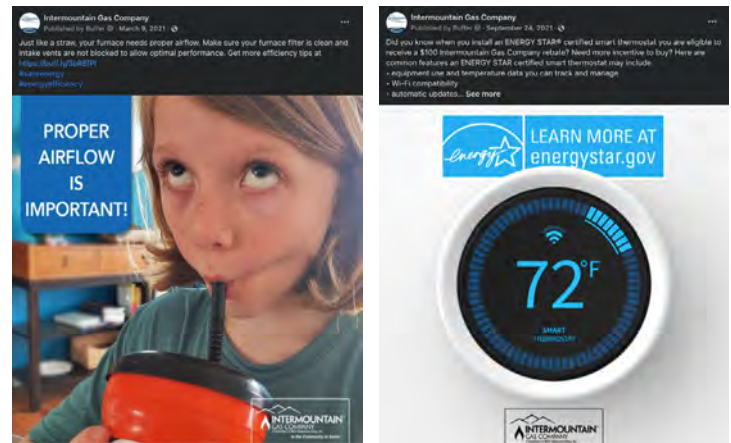 Intermountain Gas Company
Published by Buffer · March 9, 2021 ·
Just like a straw, your furnace needs proper airflow. Make sure your furnace filter is clean and
intake vents are not blocked to allow optimal performance. Get more efficiency tips at
#saveenergy
#energyefficiency
PROPER
AIRFLOW
IS
IMPORTANT!
INTERMOUNTAIN
GAS COMPANY
In the Community to Serve
Intermountain Gas Company
Published by Buffer · September 24, 2021 ·
Did you know when you install an ENERGY STAR® certified smart thermostat you are eligible to
receive a $100 Intermountain Gas Company rebate? Need more incentive to buy? Here are
common features an ENERGY STAR certified smart thermostat may include:
• equipment use and temperature data you can track and manage
• Wi-Fi compatibility
• automatic updates... See more
energy
LEARN MORE AT
energystar.gov
72°F
SMART
THERMOSTAT
INTERMOUNTAIN
GAS COMPANY